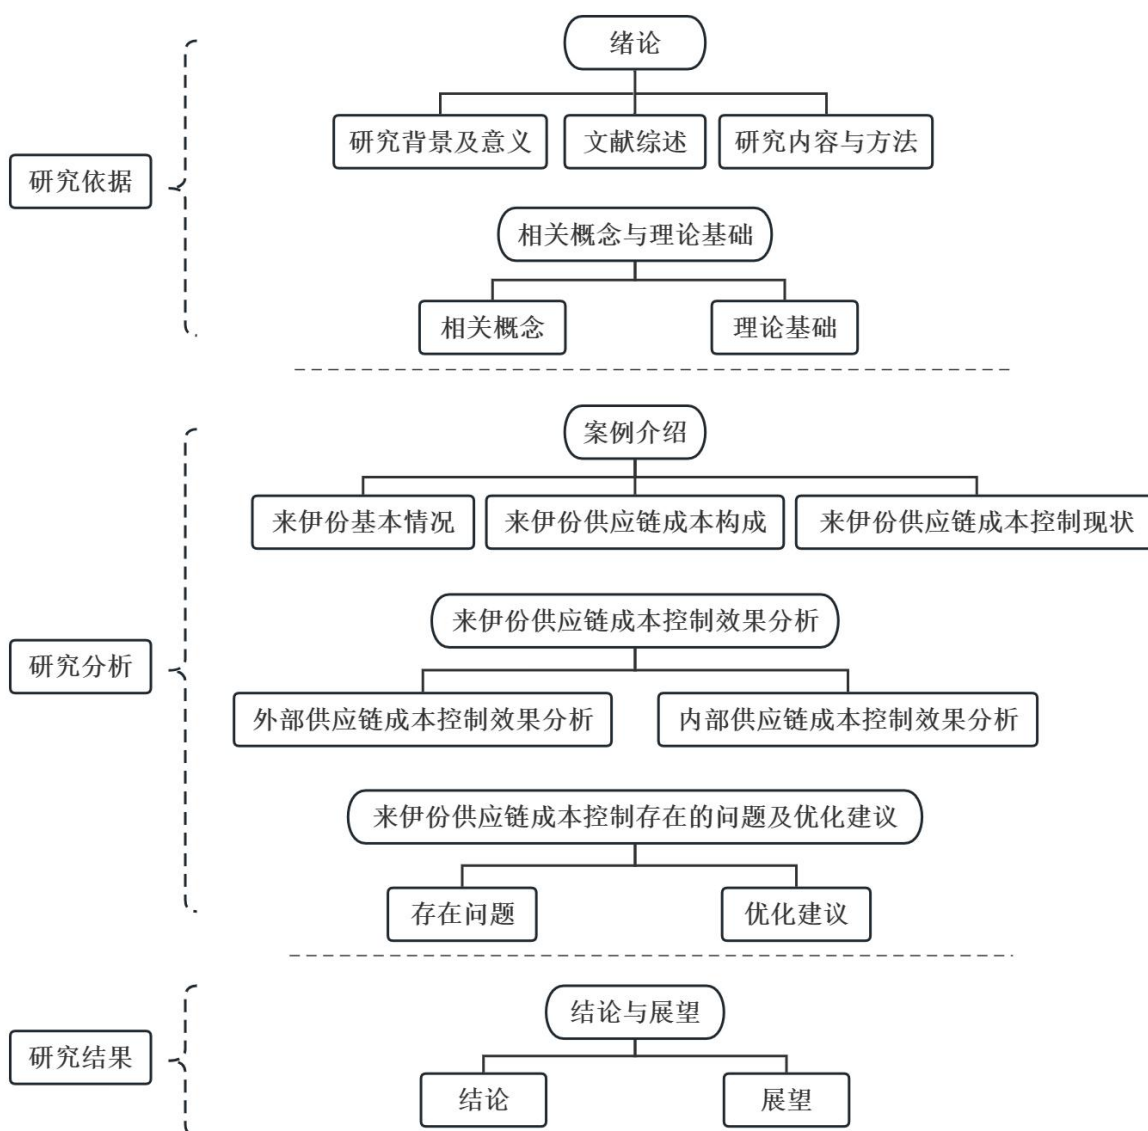 绪论
研究背景及意义
文献综述
研究内容与方法
研究依据
相关概念与理论基础
相关概念
理论基础
案例介绍
来伊份基本情况
来伊份供应链成本构成
来伊份供应链成本控制现状
来伊份供应链成本控制效果分析
研究分析
外部供应链成本控制效果分析
内部供应链成本控制效果分析
来伊份供应链成本控制存在的问题及优化建议
存在问题
优化建议
结论与展望
研究结果
结论
展望